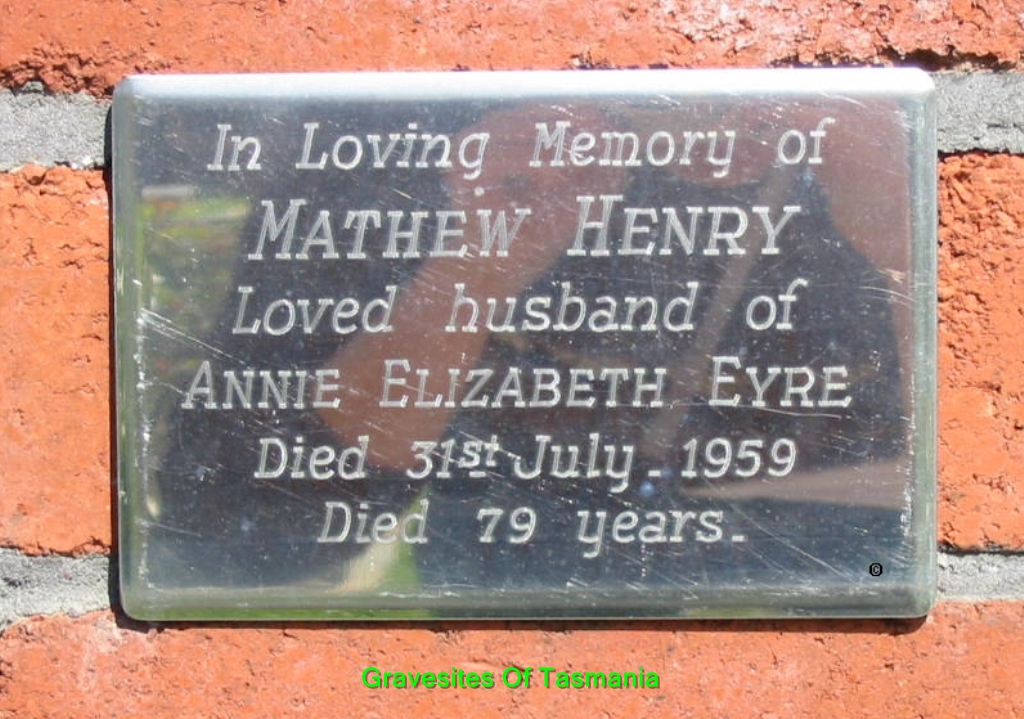 In Loving Memory of
MATHEW HENRY
Loved husband of
ANNIE ELIZABETH EYRE
Died 31st July. 1959
Died 79 years.
©
Gravesites Of Tasmania